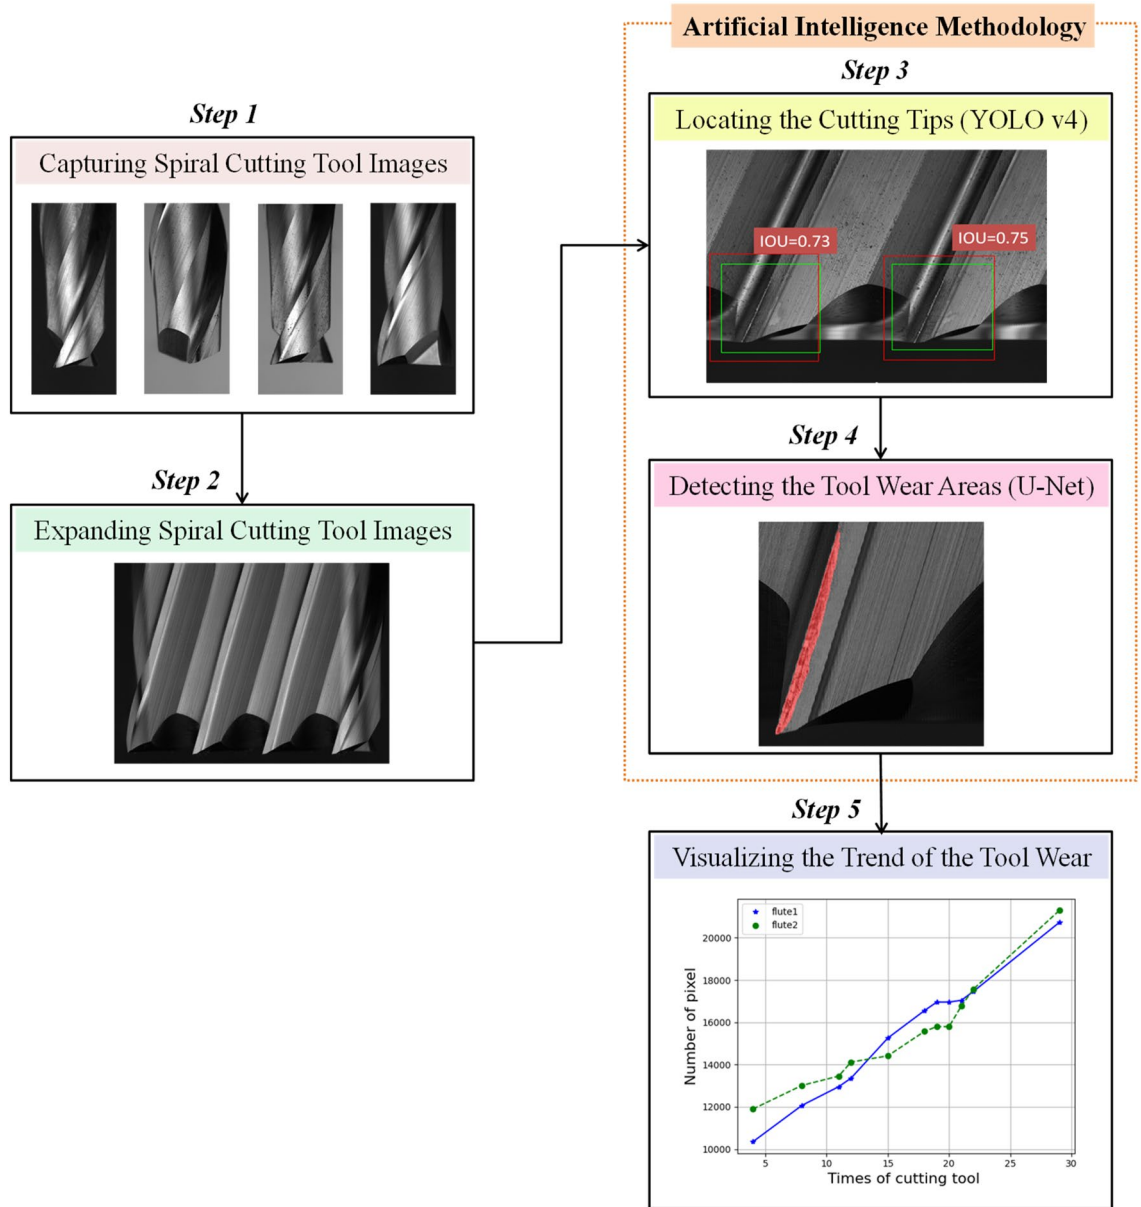 Step 1
Capturing Spiral Cutting Tool Images
Step 2
Expanding Spiral Cutting Tool Images
Artificial Intelligence Methodology
Step 3
Locating the Cutting Tips (YOLO v4)
IOU=0.73
IOU=0.75
Step 4
Detecting the Tool Wear Areas (U-Net)
Step 5
Visualizing the Trend of the Tool Wear
flute1
flute2
Number of pixel
20000
18000
16000
14000
12000
10000
5 10 15 20 25 30
Times of cutting tool